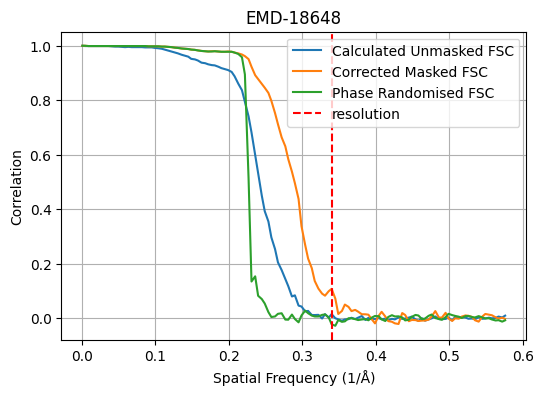 EMD-18648
Calculated Unmasked FSC
Corrected Masked FSC
Phase Randomised FSC
resolution
Correlation
1.0
0.8
0.6
0.4
0.2
0.0
0.0 0.1 0.2 0.3 0.4 0.5 0.6
Spatial Frequency (1/Å)